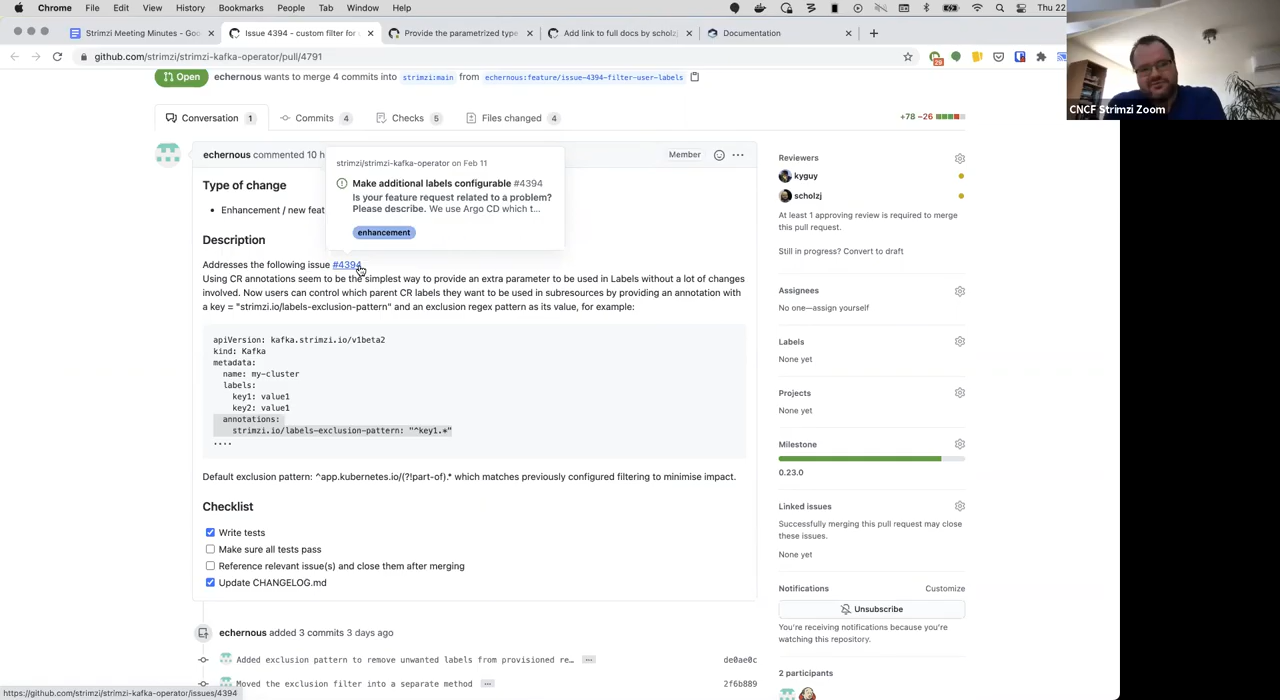 Chrome File Edit View History Bookmarks People Tab Window Help Thu 22
Strimzi Meeting Minutes - Goo
Issue 4394 - custom filter for
Provide the parametrized type
Add link to full docs by scholzj
Documentation
github.com/strimzi/strimzi-kafka-operator/pull/4791
29
CNCF Strimzi Zoom
Open echernous wants to merge 4 commits into strimzi:main from echernous:feature/issue-4394-filter-user-labels
Conversation 1 Commits 4 Checks 5 Files changed 4 +78 −26
echernous commented 10 h
Member
strimzi/strimzi-kafka-operator on Feb 11
Make additional labels configurable #4394
Is your feature request related to a problem?
Please describe. We use Argo CD which t...
enhancement
Type of change
Enhancement / new feat
Description
Addresses the following issue #4394
Using CR annotations seem to be the simplest way to provide an extra parameter to be used in Labels without a lot of changes
involved. Now users can control which parent CR labels they want to be used in subresources by providing an annotation with
a key = "strimzi.io/labels-exclusion-pattern" and an exclusion regex pattern as its value, for example:
apiVersion: kafka.strimzi.io/v1beta2
kind: Kafka
metadata:
name: my-cluster
labels:
key1: value1
key2: value1
annotations:
strimzi.io/labels-exclusion-pattern: "^key1.*"
....
Default exclusion pattern: ^app.kubernetes.io/(?!part-of).* which matches previously configured filtering to minimise impact.
Checklist
Write tests
Make sure all tests pass
Reference relevant issue(s) and close them after merging
Update CHANGELOG.md
echernous added 3 commits 3 days ago
Added exclusion pattern to remove unwanted labels from provisioned re… ... de0ae0c
Moved the exclusion filter into a separate method ... 2f6b889
Reviewers
kyguy
scholzj
At least 1 approving review is required to merge
this pull request.
Still in progress? Convert to draft
Assignees
No one—assign yourself
Labels
None yet
Projects
None yet
Milestone
0.23.0
Linked issues
Successfully merging this pull request may close
these issues.
None yet
Notifications Customize
Unsubscribe
You're receiving notifications because you're
watching this repository.
2 participants
https://github.com/strimzi/strimzi-kafka-operator/issues/4394